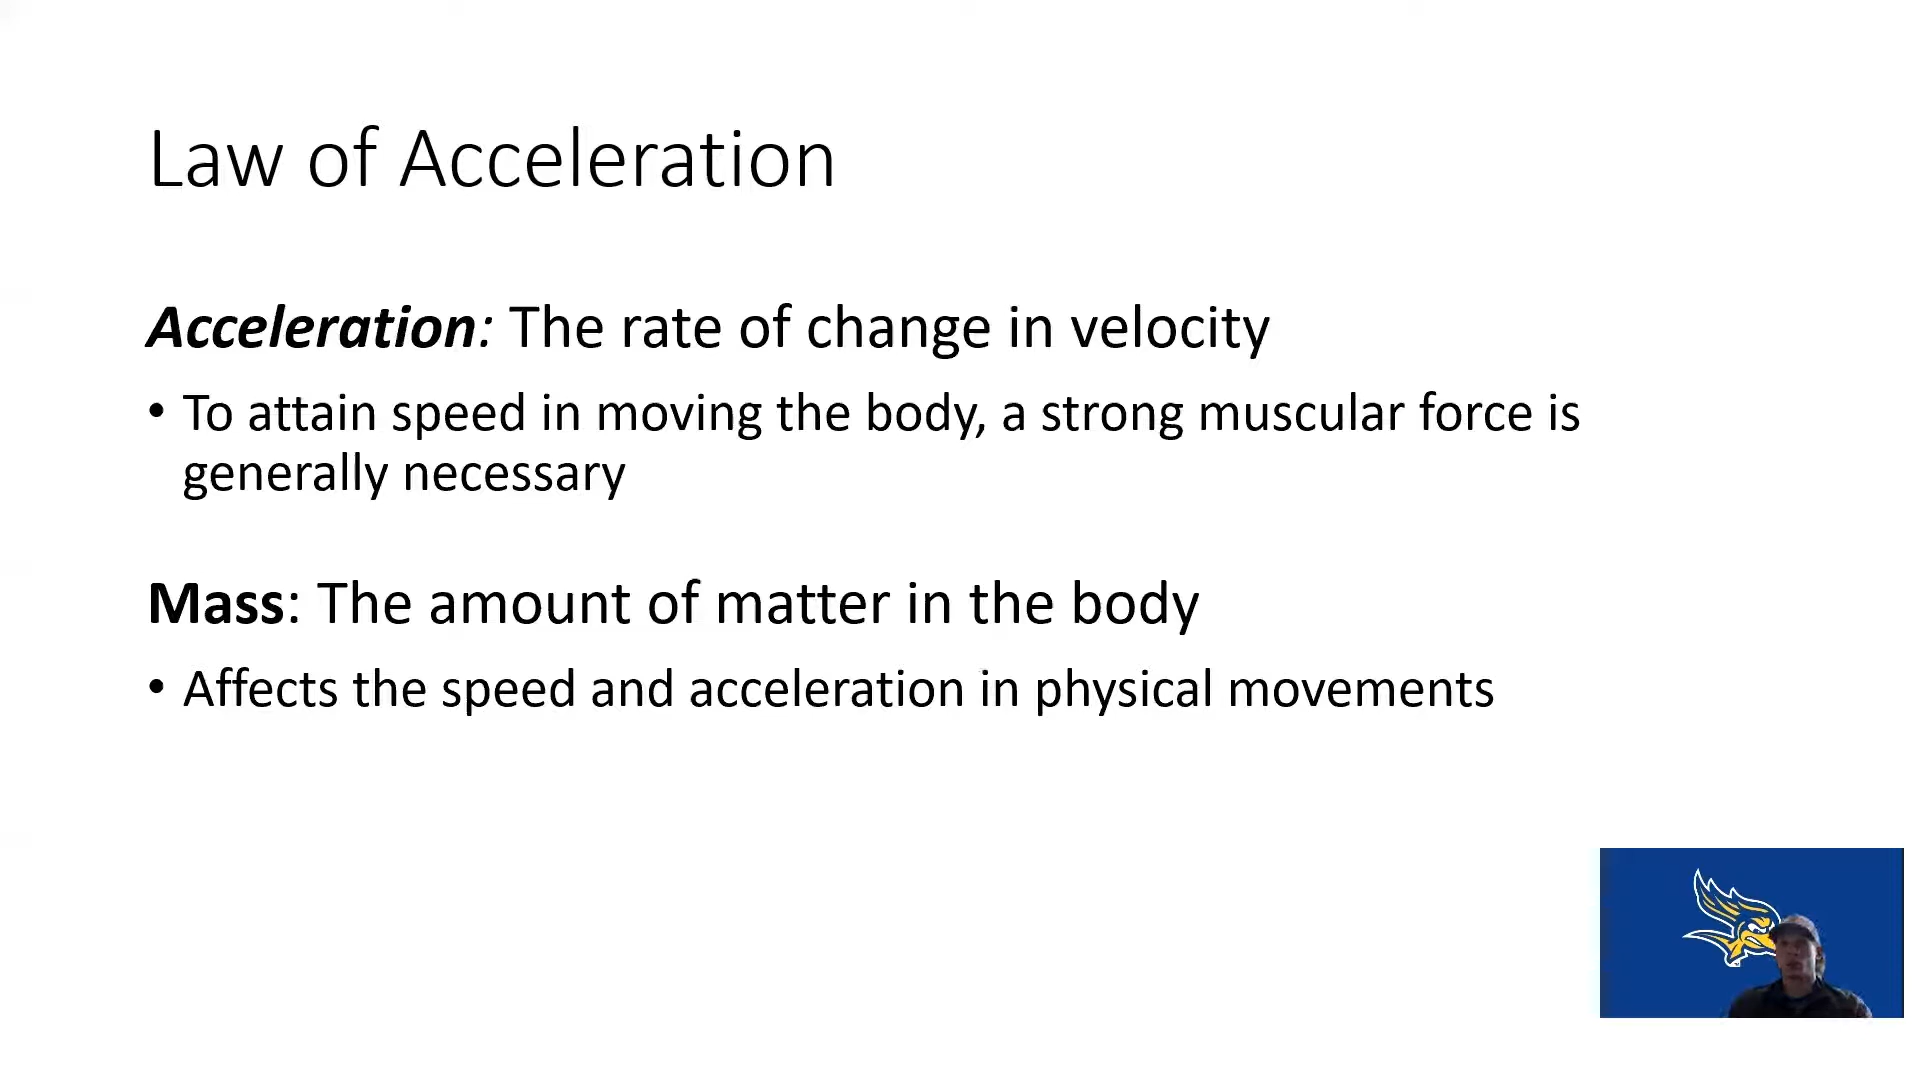 Law of Acceleration
Acceleration: The rate of change in velocity
• To attain speed in moving the body, a strong muscular force is
generally necessary
Mass: The amount of matter in the body
• Affects the speed and acceleration in physical movements